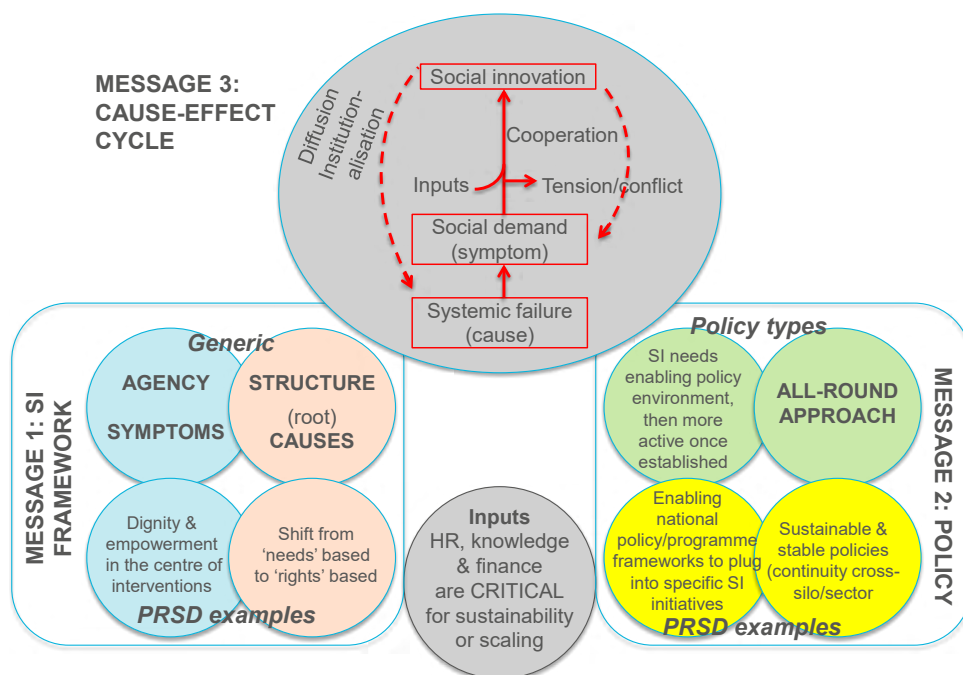 MESSAGE 3:
CAUSE-EFFECT
CYCLE
Diffusion
Institution-
alisation
Social innovation
Cooperation
Inputs
Tension/conflict
Social demand
(symptom)
Systemic failure
(cause)
MESSAGE 1: SI
FRAMEWORK
Generic
AGENCY
SYMPTOMS
STRUCTURE
(root)
CAUSES
Dignity &
empowerment
in the centre of
interventions
Shift from
‘needs’ based
to ‘rights’ based
PRSD examples
Inputs
HR, knowledge
& finance
are CRITICAL
for sustainability
or scaling
Policy types
SI needs
enabling policy
environment,
then more
active once
established
ALL-ROUND
APPROACH
Enabling
national
policy/programme
frameworks to plug
into specific SI
initiatives
Sustainable &
stable policies
(continuity cross-
silo/sector
PRSD examples
MESSAGE 2: POLICY